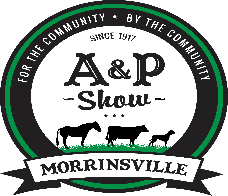 FOR THE COMMUNITY • BY THE COMMUNITY
SINCE 1917
A&P
-Show-
MORRINSVILLE